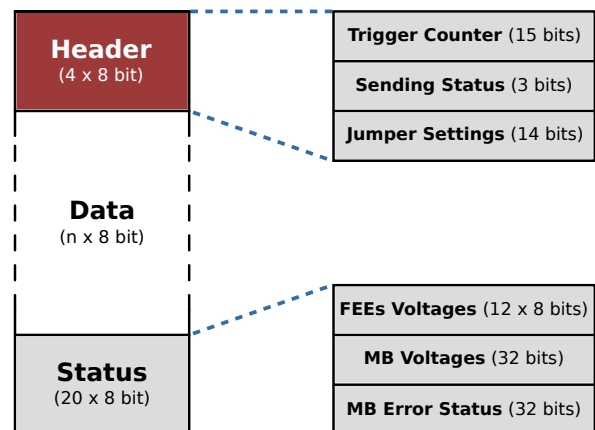 Header
(4 x 8 bit)
Data
(n x 8 bit)
Status
(20 x 8 bit)
Trigger Counter (15 bits)
Sending Status (3 bits)
Jumper Settings (14 bits)
FEEs Voltages (12 x 8 bits)
MB Voltages (32 bits)
MB Error Status (32 bits)